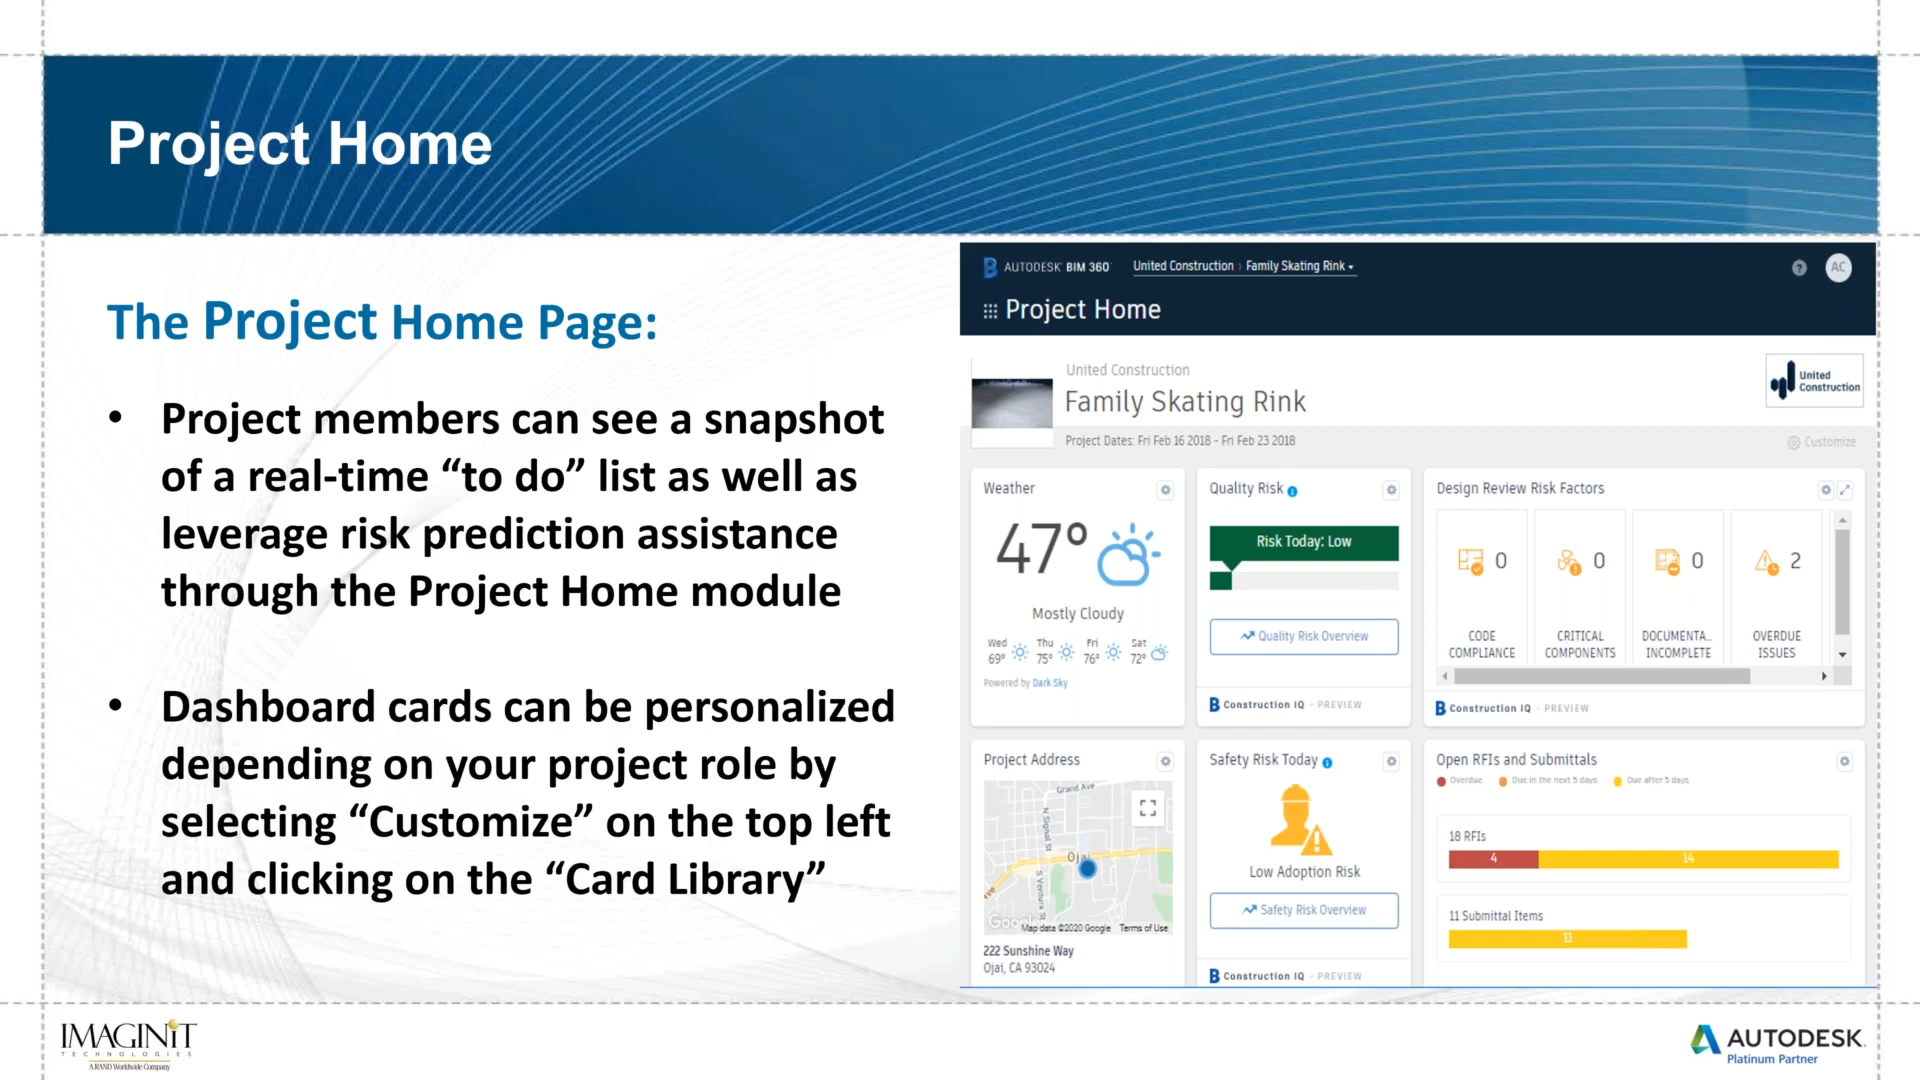 Project Home
The Project Home Page:
• Project members can see a snapshot
of a real-time “to do” list as well as
leverage risk prediction assistance
through the Project Home module
• Dashboard cards can be personalized
depending on your project role by
selecting “Customize” on the top left
and clicking on the “Card Library”
AUTODESK® BIM 360° United Construction › Family Skating Rink
? AC
Project Home
United Construction
Family Skating Rink
United
Construction
Project Dates: Fri Feb 16 2018 - Fri Feb 23 2018
Customize
Weather
47°
Mostly Cloudy
Wed Thu Fri Sat
69° 75° 76° 72°
Powered by Dark Sky
Quality Risk
Risk Today: Low
Quality Risk Overview
Construction IQ - PREVIEW
Design Review Risk Factors
0 0 0 2
CODE
COMPLIANCE
CRITICAL
COMPONENTS
DOCUMENTA...
INCOMPLETE
OVERDUE
ISSUES
Construction IQ - PREVIEW
Project Address
Grand Ave
N Signal St
Ojai
S Ventura St
Ave
Google
Map data ©2020 Google Terms of Use
222 Sunshine Way
Ojai, CA 93024
Safety Risk Today
Low Adoption Risk
Safety Risk Overview
Construction IQ - PREVIEW
Open RFIs and Submittals
Overdue Due in the next 5 days Due after 5 days
18 RFIs
4 14
11 Submittal Items
11
IMAGINiT
TECHNOLOGIES
A RAND Worldwide Company
AUTODESK.
Platinum Partner